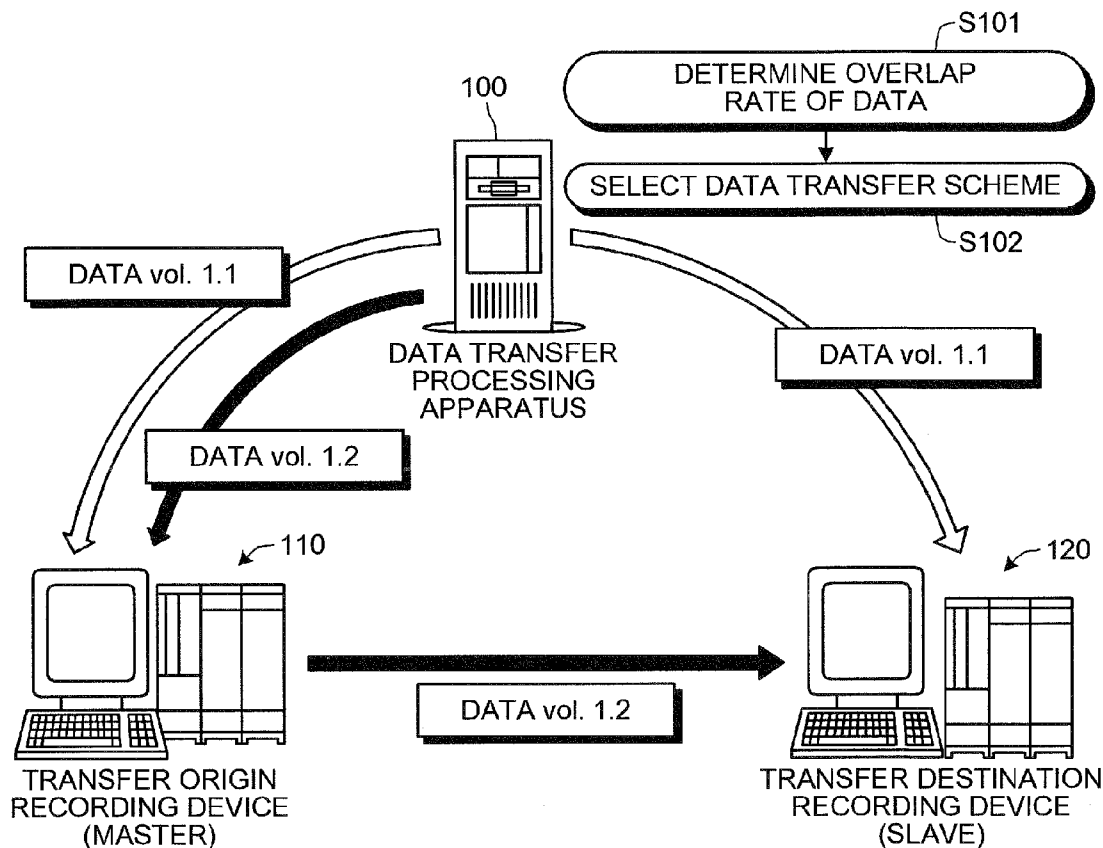 S101
DETERMINE OVERLAP
RATE OF DATA
100
SELECT DATA TRANSFER SCHEME
S102
DATA vol. 1.1
DATA TRANSFER
PROCESSING
APPARATUS
DATA vol. 1.1
DATA vol. 1.2
110
120
DATA vol. 1.2
TRANSFER ORIGIN
RECORDING DEVICE
(MASTER)
TRANSFER DESTINATION
RECORDING DEVICE
(SLAVE)